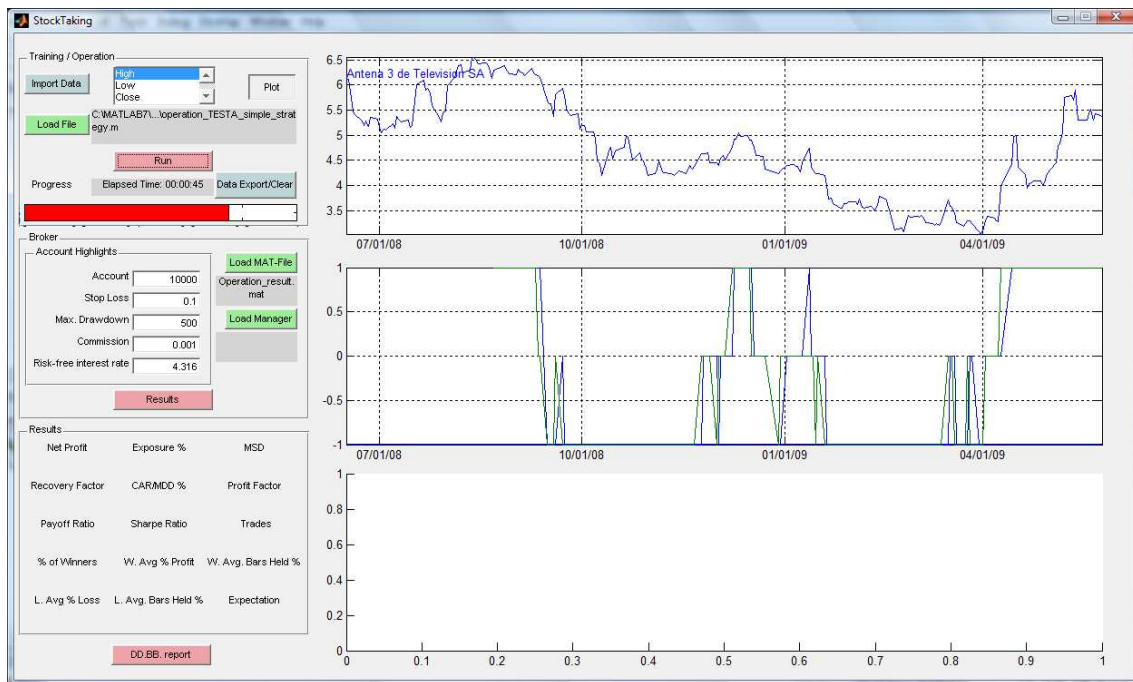 StockTaking
Training / Operation
Import Data
High
Low
Close
Plot
Load File
C:\MATLAB7\...\operation_TESTA_simple_strat
egy.m
Run
Progress
Elapsed Time: 00:00:45
Data Export/Clear
Broker
Account Highlights
Account
10000
Stop Loss
0.1
Max. Drawdown
500
Commission
0.001
Risk-free interest rate
4.316
Load MAT-File
Operation_result.
mat
Load Manager
Results
Results
Net Profit Exposure % MSD
Recovery Factor CAR/MDD % Profit Factor
Payoff Ratio Sharpe Ratio Trades
% of Winners W. Avg % Profit W. Avg. Bars Held %
L. Avg % Loss L. Avg. Bars Held % Expectation
DD.BB. report
Antena 3 de Television SA
6.5
6
5.5
5
4.5
4
3.5
07/01/08 10/01/08 01/01/09 04/01/09
1
0.5
0
-0.5
-1
07/01/08 10/01/08 01/01/09 04/01/09
1
0.8
0.6
0.4
0.2
0
0 0.1 0.2 0.3 0.4 0.5 0.6 0.7 0.8 0.9 1